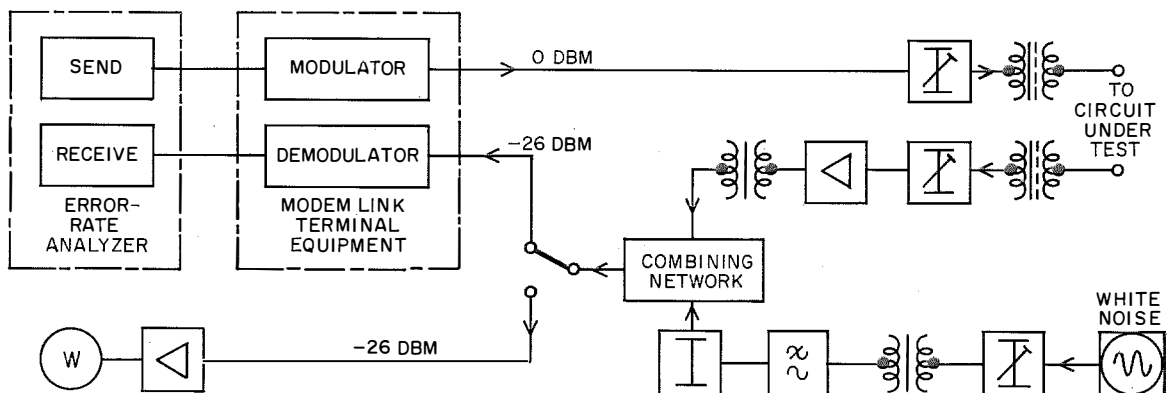 SEND
MODULATOR
0 DBM
RECEIVE
DEMODULATOR
-26 DBM
TO
CIRCUIT
UNDER
TEST
ERROR-
RATE
ANALYZER
MODEM LINK
TERMINAL
EQUIPMENT
COMBINING
NETWORK
WHITE
NOISE
W
-26 DBM